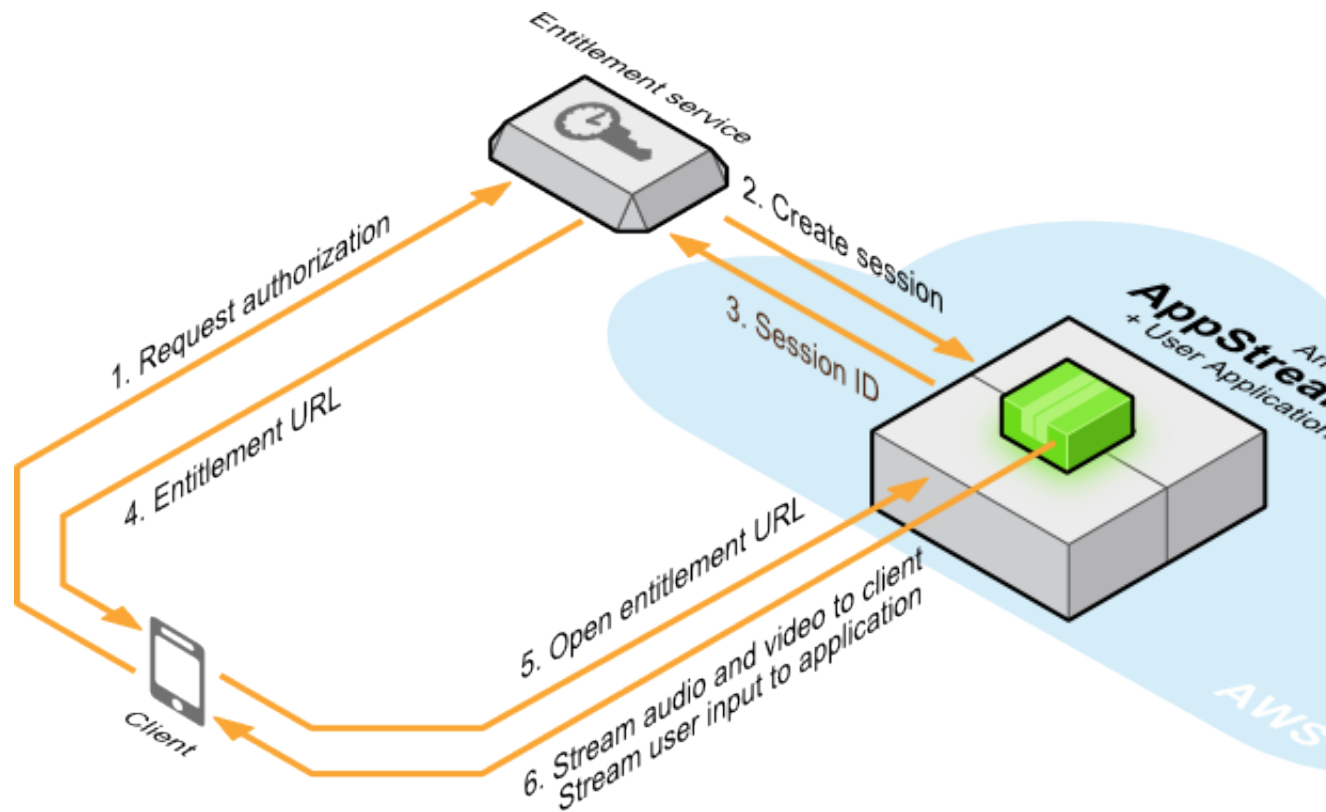 Entitlement service
1. Request authorization
2. Create session
3. Session ID
4. Entitlement URL
5. Open entitlement URL
6. Stream audio and video to client
Stream user input to application
Client
Am
AppStrea
+ User Application
AWS